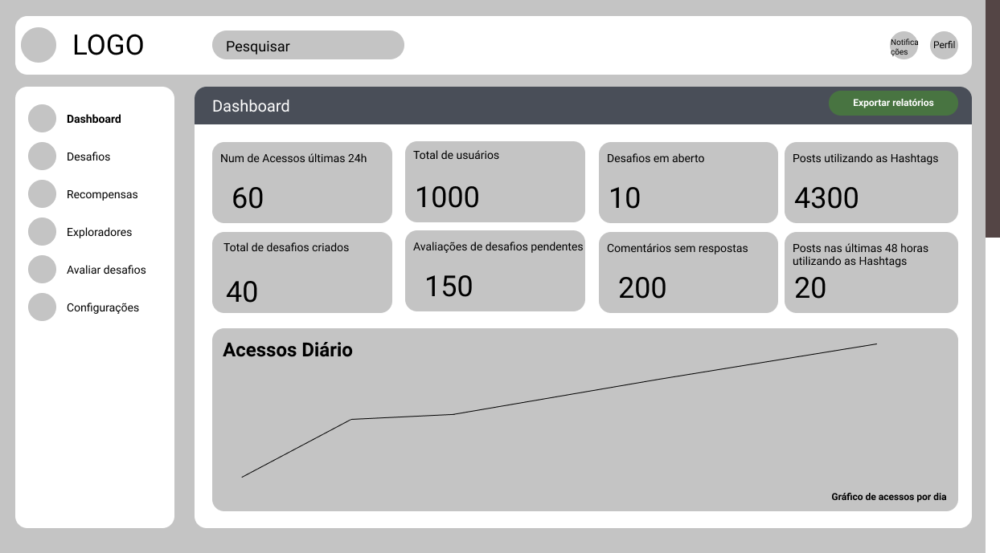 LOGO
Pesquisar
Notifica
ções
Perfil
Dashboard
Desafios
Recompensas
Exploradores
Avaliar desafios
Configurações
Dashboard
Exportar relatórios
Num de Acessos últimas 24h
60
Total de usuários
1000
Desafios em aberto
10
Posts utilizando as Hashtags
4300
Total de desafios criados
40
Avaliações de desafios pendentes
150
Comentários sem respostas
200
Posts nas últimas 48 horas
utilizando as Hashtags
20
Acessos Diário
Gráfico de acessos por dia